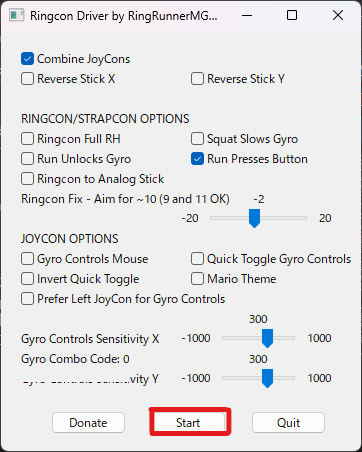 Ringcon Driver by RingRunnerMG...
Combine JoyCons
Reverse Stick X Reverse Stick Y
RINGCON/STRAPCON OPTIONS
Ringcon Full RH Squat Slows Gyro
Run Unlocks Gyro Run Presses Button
Ringcon to Analog Stick
Ringcon Fix - Aim for ~10 (9 and 11 OK) -2
-20 20
JOYCON OPTIONS
Gyro Controls Mouse Quick Toggle Gyro Controls
Invert Quick Toggle Mario Theme
Prefer Left JoyCon for Gyro Controls
300
Gyro Controls Sensitivity X -1000 1000
Gyro Combo Code: 0 300
Gyro Controls Sensitivity Y -1000 1000
Donate Start Quit